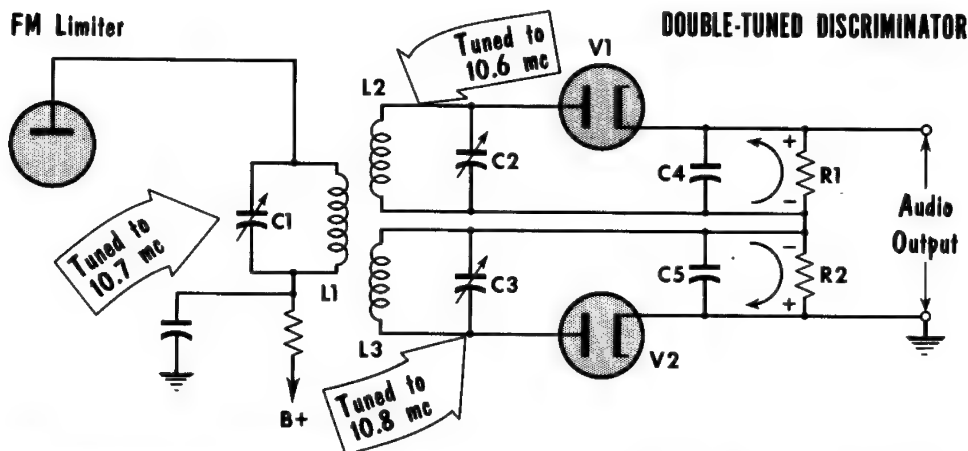 FM Limiter
DOUBLE-TUNED DISCRIMINATOR
Tuned to
10.6 mc
V1
L2
C2
C4
+
R1
-
Tuned to
10.7 mc
C1
L1
Audio
Output
C3
C5
-
R2
+
L3
V2
B+
Tuned to
10.8 mc